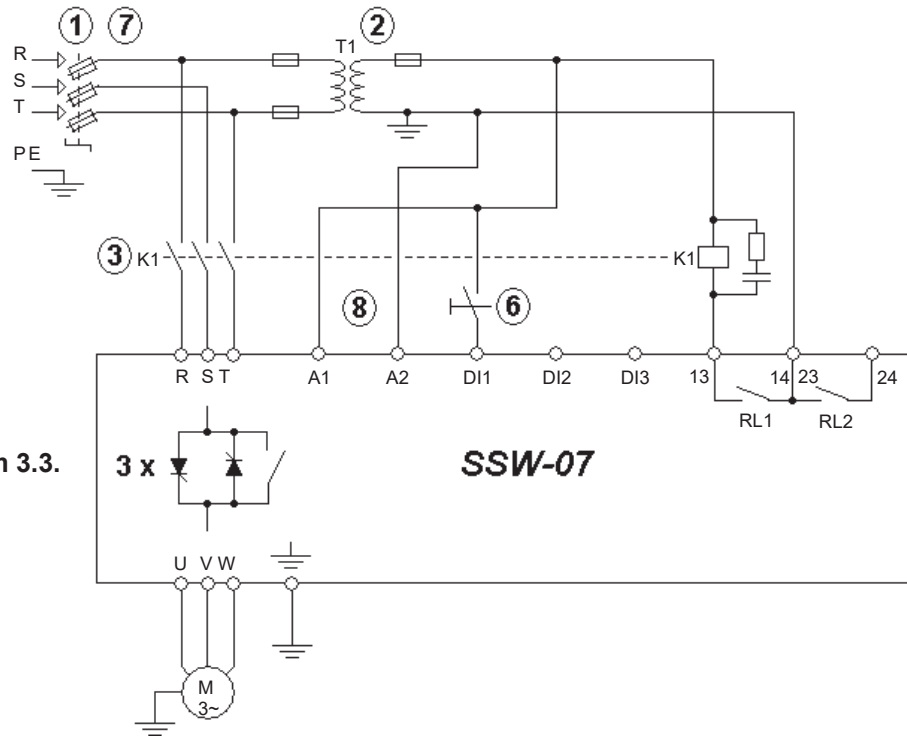 1 7 2
R
T1
S
T
PE
3 K1 K1
8 6
R S T A1 A2 DI1 DI2 DI3 13 14 23 24
RL1 RL2
n 3.3. 3 x SSW-07
U V W
M
3~